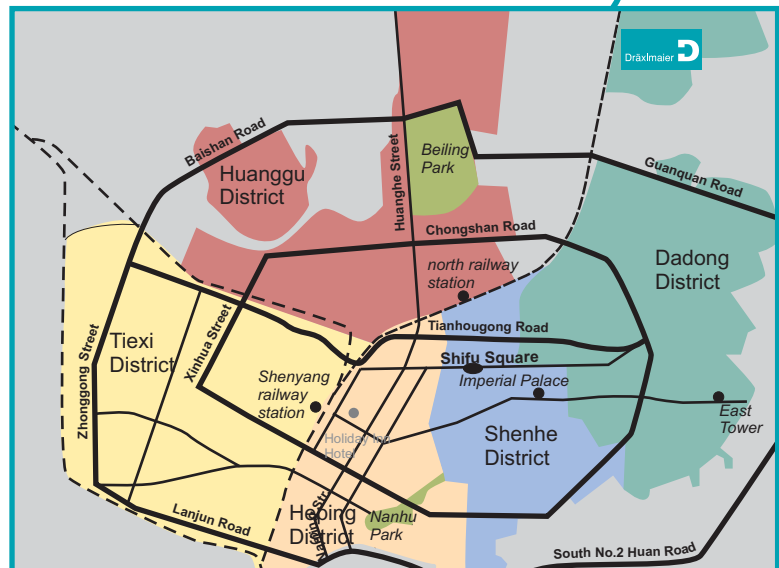 Dräxlmaier D
Baishan Road
Huanggu
District
Huanghe Street
Beiling
Park
Guanquan Road
Chongshan Road
Dadong
District
north railway
station
Tianhougong Road
Zhonggong Street
Tiexi
District
Xinhua Street
Shifu Square
Imperial Palace
Shenyang
railway
station
East
Tower
Holiday Inn
Hotel
Shenhe
District
Lanjun Road
Heping
District
Str.
Nanhu
Park
South No.2 Huan Road